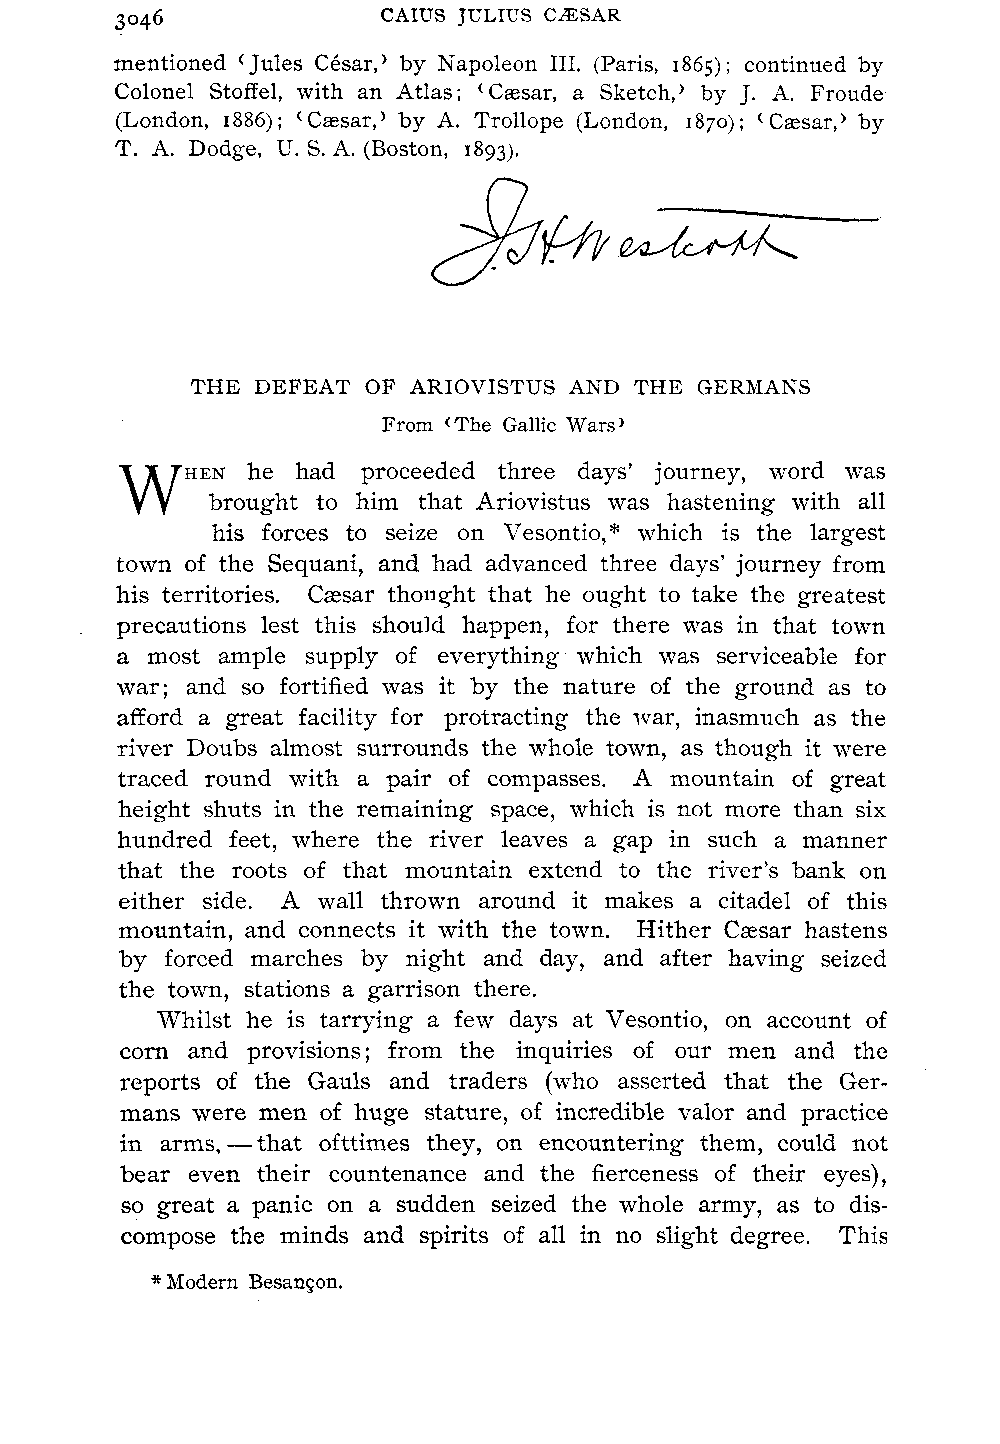 3046 CAIUS JULIUS CÆSAR
mentioned ‹Jules César,› by Napoleon III. (Paris, 1865); continued by
Colonel Stoffel, with an Atlas; ‹Cæsar, a Sketch,› by J. A. Froude
(London, 1886); ‹Cæsar,› by A. Trollope (London, 1870); ‹Cæsar,› by
T. A. Dodge, U. S. A. (Boston, 1893).
J. H. Westcott
THE DEFEAT OF ARIOVISTUS AND THE GERMANS
From ‹The Gallic Wars›
WHEN he had proceeded three days' journey, word was
brought to him that Ariovistus was hastening with all
his forces to seize on Vesontio,* which is the largest
town of the Sequani, and had advanced three days' journey from
his territories. Cæsar thought that he ought to take the greatest
precautions lest this should happen, for there was in that town
a most ample supply of everything which was serviceable for
war; and so fortified was it by the nature of the ground as to
afford a great facility for protracting the war, inasmuch as the
river Doubs almost surrounds the whole town, as though it were
traced round with a pair of compasses. A mountain of great
height shuts in the remaining space, which is not more than six
hundred feet, where the river leaves a gap in such a manner
that the roots of that mountain extend to the river's bank on
either side. A wall thrown around it makes a citadel of this
mountain, and connects it with the town. Hither Cæsar hastens
by forced marches by night and day, and after having seized
the town, stations a garrison there.
Whilst he is tarrying a few days at Vesontio, on account of
corn and provisions; from the inquiries of our men and the
reports of the Gauls and traders (who asserted that the Ger-
mans were men of huge stature, of incredible valor and practice
in arms,—that ofttimes they, on encountering them, could not
bear even their countenance and the fierceness of their eyes),
so great a panic on a sudden seized the whole army, as to dis-
compose the minds and spirits of all in no slight degree. This
* Modern Besançon.